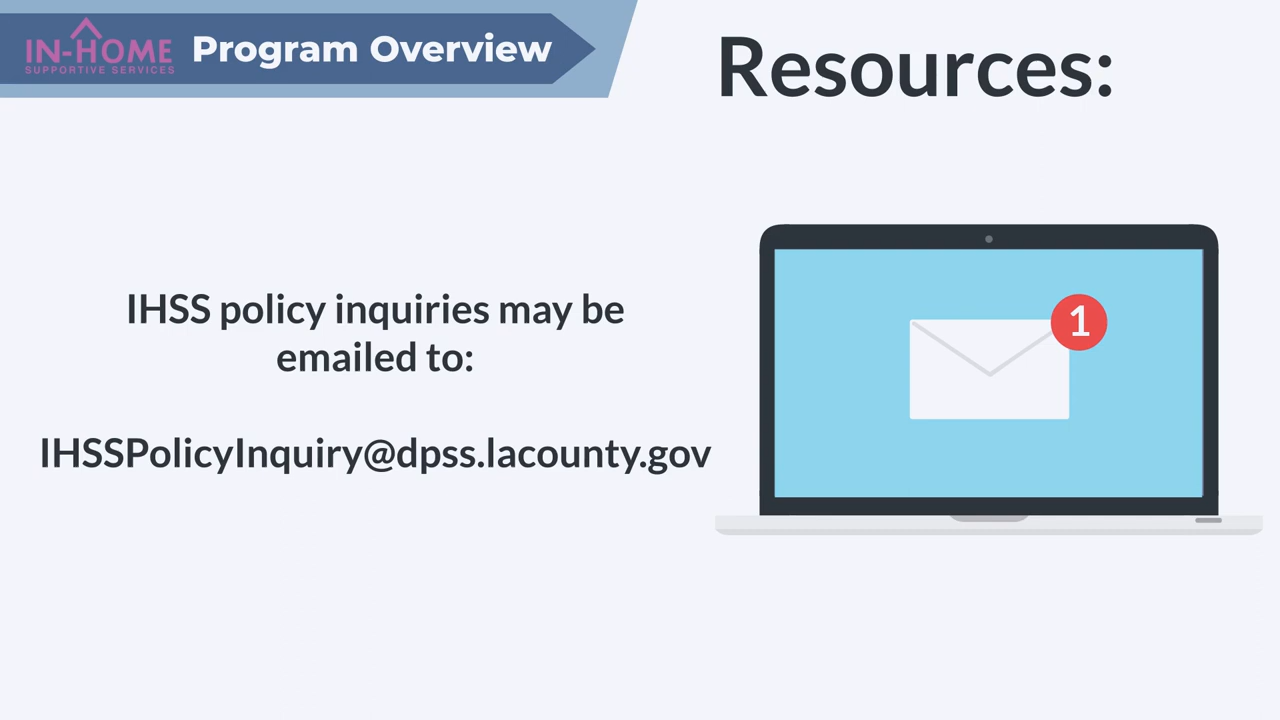 IN-HOME
SUPPORTIVE SERVICES
Program Overview
Resources:
IHSS policy inquiries may be
emailed to:
IHSSPolicyInquiry@dpss.lacounty.gov
1